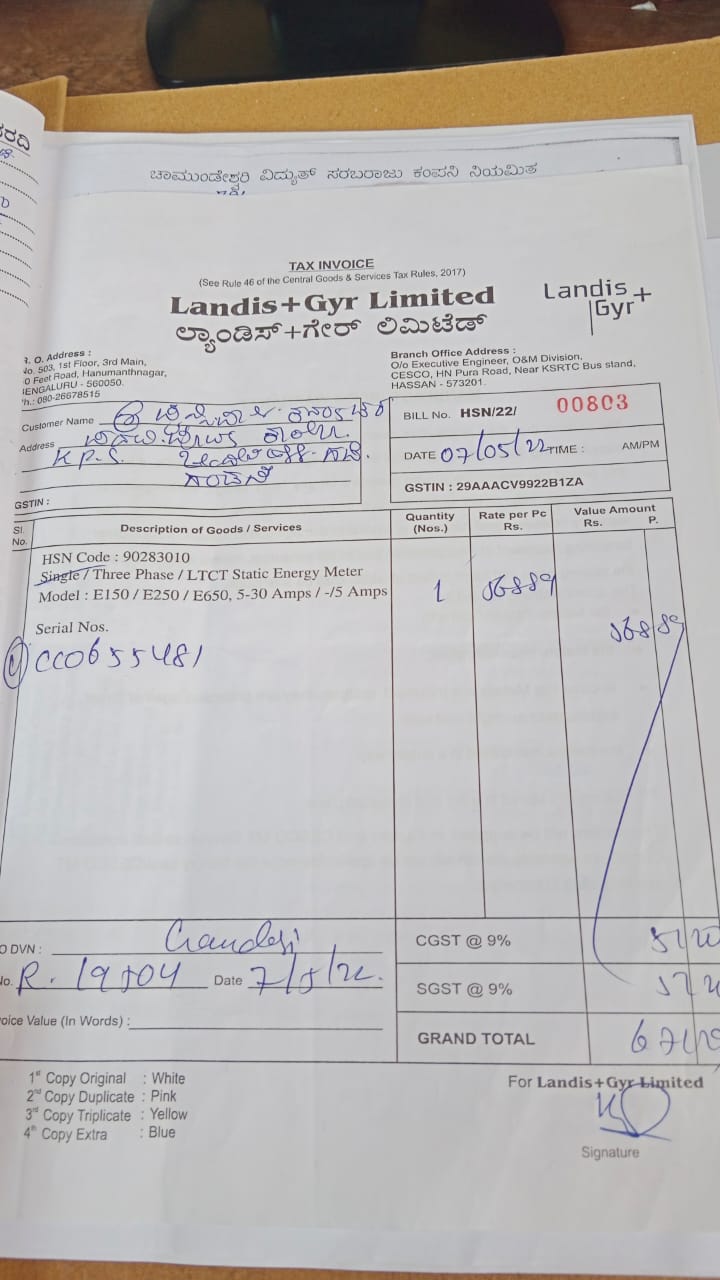 ಚಾಮುಂಡೇಶ್ವರಿ ವಿದ್ಯುತ್ ಸರಬರಾಜು ಕಂಪನಿ ನಿಯಮಿತ
TAX INVOICE
(See Rule 46 of the Central Goods & Services Tax Rules, 2017)
Landis+Gyr Limited
ಲ್ಯಾಂಡಿಸ್+ಗೇರ್ ಲಿಮಿಟೆಡ್
Landis
Gyr+
R. O. Address :
No. 503, 1st Floor, 3rd Main,
0 Feet Road, Hanumanthnagar,
BENGALURU - 560050.
Ph.: 080-26678515
Branch Office Address :
O/o Executive Engineer, O&M Division,
CESCO, HN Pura Road, Near KSRTC Bus stand,
HASSAN - 573201.
Customer Name
Address
K.P.S.
GSTIN :
BILL No. HSN/22/ 00803
DATE 07/05/22 TIME : AM/PM
GSTIN : 29AAACV9922B1ZA
Sl. No. Description of Goods / Services Quantity (Nos.) Rate per Pc Rs. Value Amount Rs. P.
HSN Code : 90283010
Single / Three Phase / LTCT Static Energy Meter
Model : E150 / E250 / E650, 5-30 Amps / -/5 Amps 1
Serial Nos.
CC0655481
O DVN :
CGST @ 9%
No. R. 19504 Date 7/5/22.
SGST @ 9%
oice Value (In Words) :
GRAND TOTAL
1st Copy Original : White
2nd Copy Duplicate : Pink
3rd Copy Triplicate : Yellow
4th Copy Extra : Blue
For Landis+Gyr Limited
Signature